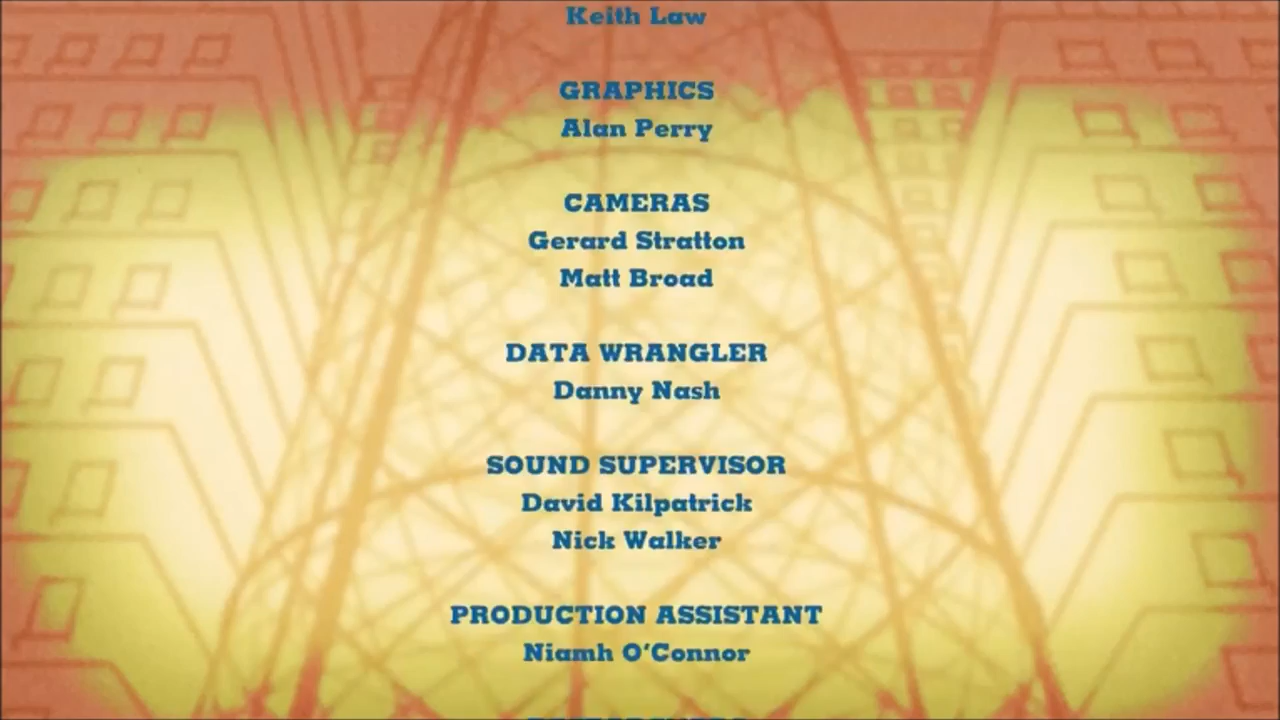 Keith Law
GRAPHICS
Alan Perry
CAMERAS
Gerard Stratton
Matt Broad
DATA WRANGLER
Danny Nash
SOUND SUPERVISOR
David Kilpatrick
Nick Walker
PRODUCTION ASSISTANT
Niamh O'Connor